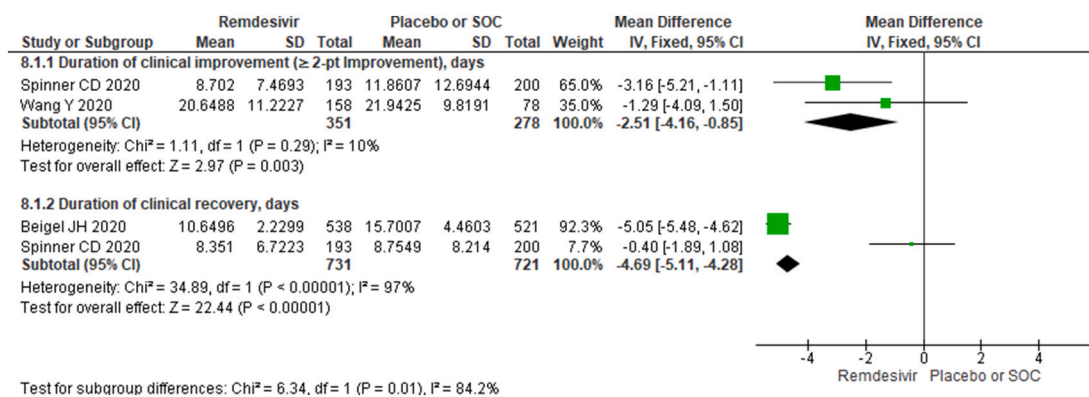 Remdesivir Placebo or SOC Mean Difference Mean Difference
Study or Subgroup Mean SD Total Mean SD Total Weight IV, Fixed, 95% CI IV, Fixed, 95% CI
8.1.1 Duration of clinical improvement (≥ 2-pt Improvement), days
Spinner CD 2020 8.702 7.4693 193 11.8607 12.6944 200 65.0% -3.16 [-5.21, -1.11]
Wang Y 2020 20.6488 11.2227 158 21.9425 9.8191 78 35.0% -1.29 [-4.09, 1.50]
Subtotal (95% CI) 351 278 100.0% -2.51 [-4.16, -0.85]
Heterogeneity: Chi² = 1.11, df = 1 (P = 0.29); I² = 10%
Test for overall effect: Z = 2.97 (P = 0.003)
8.1.2 Duration of clinical recovery, days
Beigel JH 2020 10.6496 2.2299 538 15.7007 4.4603 521 92.3% -5.05 [-5.48, -4.62]
Spinner CD 2020 8.351 6.7223 193 8.7549 8.214 200 7.7% -0.40 [-1.89, 1.08]
Subtotal (95% CI) 731 721 100.0% -4.69 [-5.11, -4.28]
Heterogeneity: Chi² = 34.89, df = 1 (P < 0.00001); I² = 97%
Test for overall effect: Z = 22.44 (P < 0.00001)
-4 -2 0 2 4
Remdesivir Placebo or SOC
Test for subgroup differences: Chi² = 6.34, df = 1 (P = 0.01), I² = 84.2%